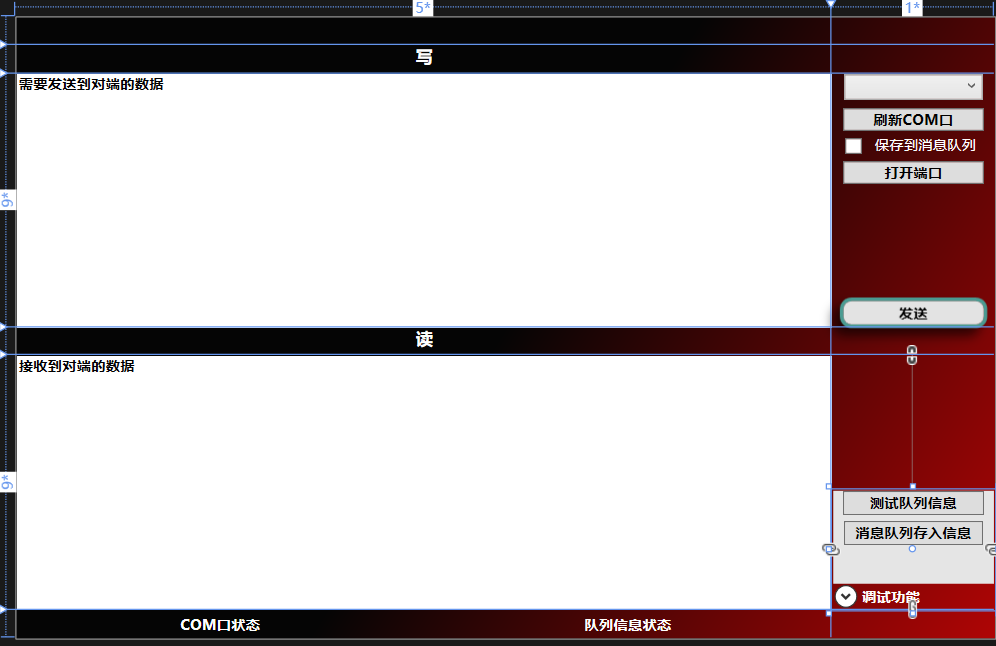 5*
1*
写
需要发送到对端的数据
刷新COM口
保存到消息队列
打开端口
9*
发送
读
接收到对端的数据
9*
测试队列信息
消息队列存入信息
调试功能
COM口状态
队列信息状态